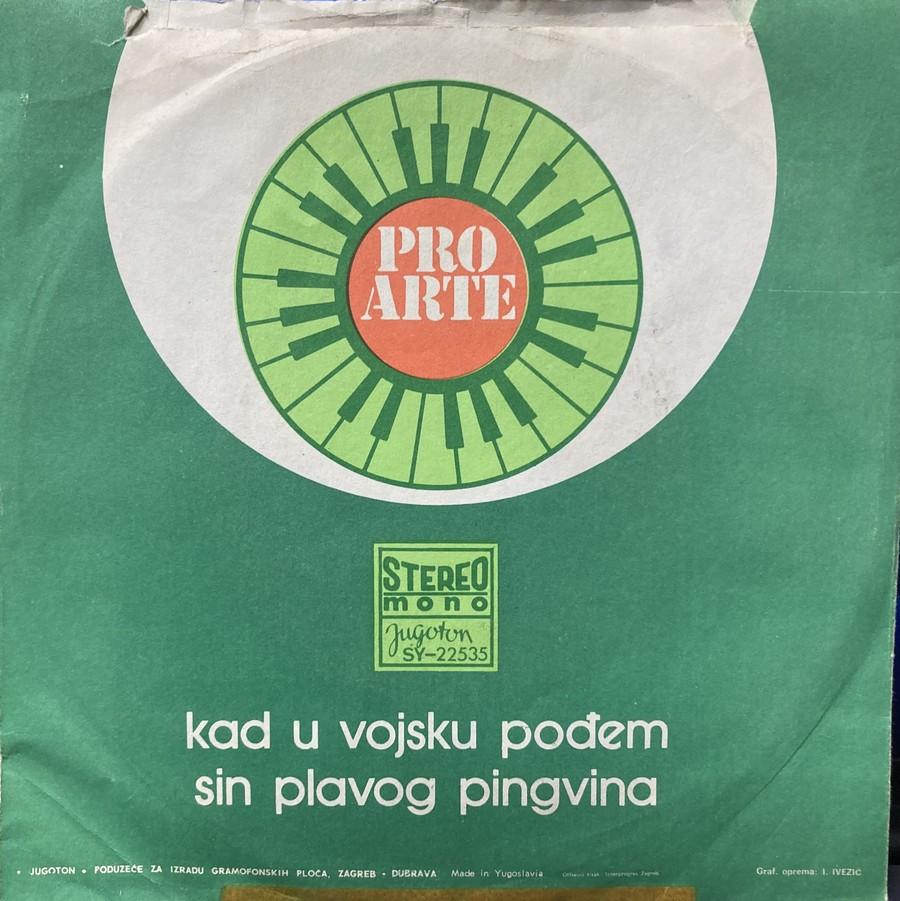 PRO
ARTE
STEREO
mono
Jugoton
SY-22535
kad u vojsku pođem
sin plavog pingvina
• JUGOTON • PODUZEĆE ZA IZRADU GRAMOFONSKIH PLOČA, ZAGREB - DUBRAVA Made in Yugoslavia Graf. oprema: I. IVEZIĆ